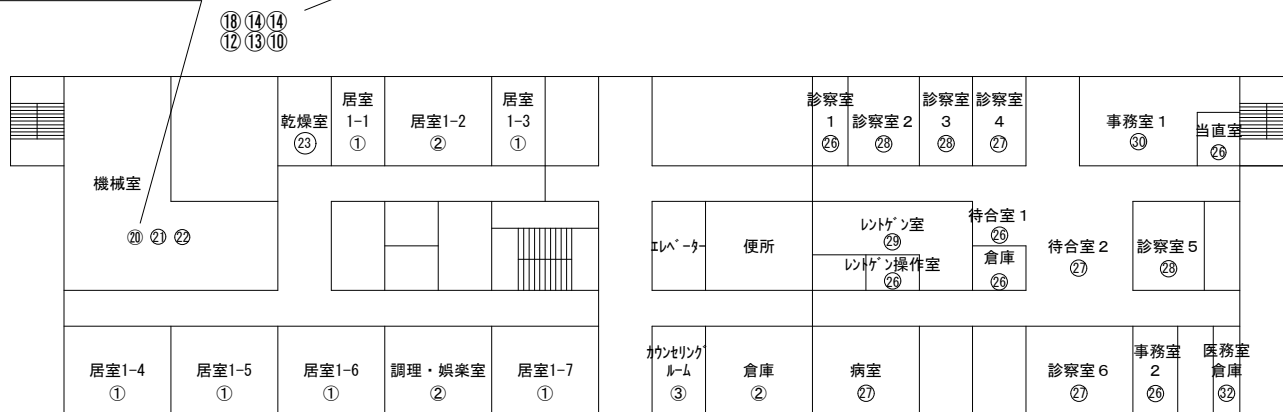 ⑱⑭⑭
⑫⑬⑩
乾燥室
㉓
居室
1-1
①
居室1-2
②
居室
1-3
①
診察室
1
㉖
診察室２
㉘
診察室
3
㉘
診察室
4
㉗
事務室１
㉚
当直室
㉖
機械室
⑳ ㉑ ㉒
ｴﾚﾍﾞｰﾀｰ
便所
ﾚﾝﾄｹﾞﾝ室
㉙
ﾚﾝﾄｹﾞﾝ操作室
㉖
待合室１
㉖
倉庫
㉖
待合室２
㉗
診察室５
㉘
居室1-4
①
居室1-5
①
居室1-6
①
調理・娯楽室
②
居室1-7
①
ｶｳﾝｾﾘﾝｸﾞ
ﾙｰﾑ
③
倉庫
②
病室
㉗
診察室６
㉗
事務室
2
㉖
医務室
倉庫
㉜